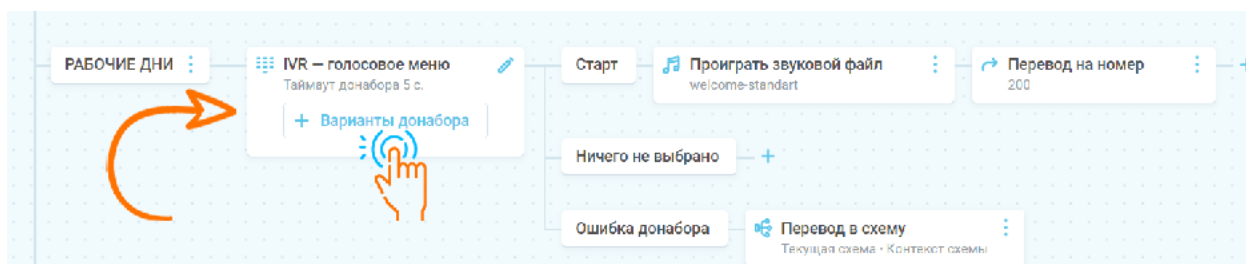 РАБОЧИЕ ДНИ
IVR — голосовое меню
Таймаут донабора 5 с.
+ Варианты донабора
Старт
Проиграть звуковой файл
welcome-standart
Перевод на номер
200
Ничего не выбрано
Ошибка донабора
Перевод в схему
Текущая схема • Контекст схемы